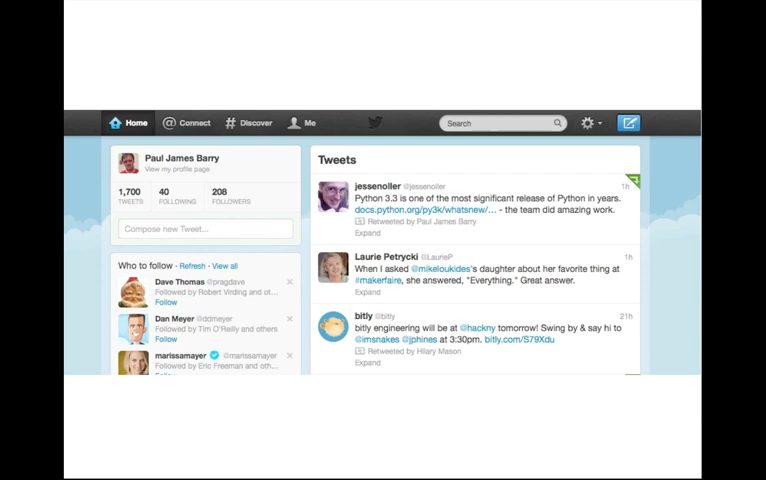 Home
Connect
Discover
Me
Search
Paul James Barry
View my profile page
1,700
TWEETS
40
FOLLOWING
208
FOLLOWERS
Compose new Tweet...
Who to follow · Refresh · View all
Dave Thomas @pragdave
Followed by Robert Virding and ot...
Follow
Dan Meyer @ddmeyer
Followed by Tim O'Reilly and others
Follow
marissamayer @marissamayer
Followed by Eric Freeman and oth...
Tweets
jessenoller @jessenoller 1h
Python 3.3 is one of the most significant release of Python in years.
docs.python.org/py3k/whatsnew/... - the team did amazing work.
Retweeted by Paul James Barry
Expand
Laurie Petrycki @LaurieP 1h
When I asked @mikeloukides's daughter about her favorite thing at
#makerfaire, she answered, "Everything." Great answer.
Expand
bitly @bitly 21h
bitly engineering will be at @hackny tomorrow! Swing by & say hi to
@imsnakes @jphines at 3:30pm. bitly.com/S79Xdu
Retweeted by Hilary Mason
Expand